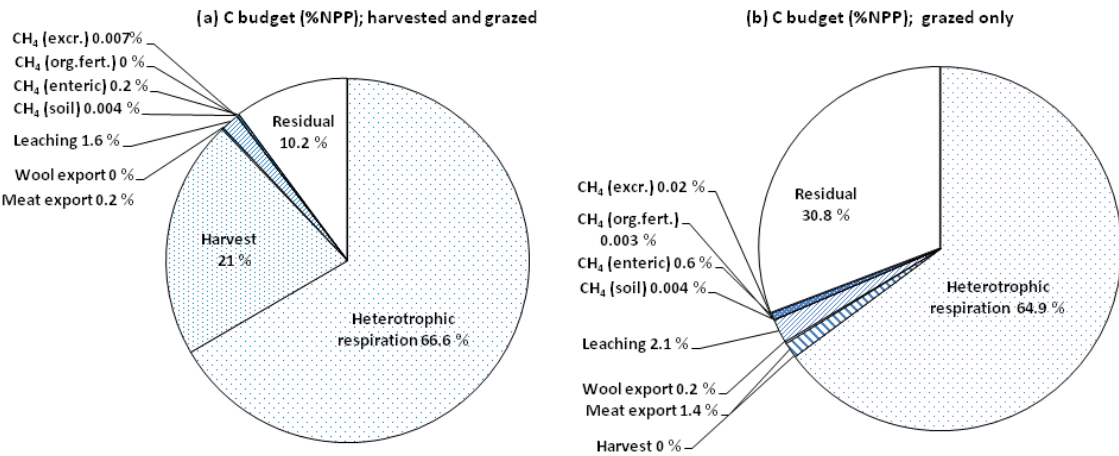 (a) C budget (%NPP); harvested and grazed
CH₄ (excr.) 0.007%
CH₄ (org.fert.) 0 %
CH₄ (enteric) 0.2 %
CH₄ (soil) 0.004 %
Leaching 1.6 %
Wool export 0 %
Meat export 0.2 %
Residual
10.2 %
Harvest
21 %
Heterotrophic
respiration 66.6 %
(b) C budget (%NPP);  grazed only
CH₄ (excr.) 0.02 %
CH₄ (org.fert.)
0.003 %
CH₄ (enteric) 0.6 %
CH₄ (soil) 0.004 %
Leaching 2.1 %
Wool export 0.2 %
Meat export 1.4 %
Harvest 0 %
Residual
30.8 %
Heterotrophic
respiration 64.9 %